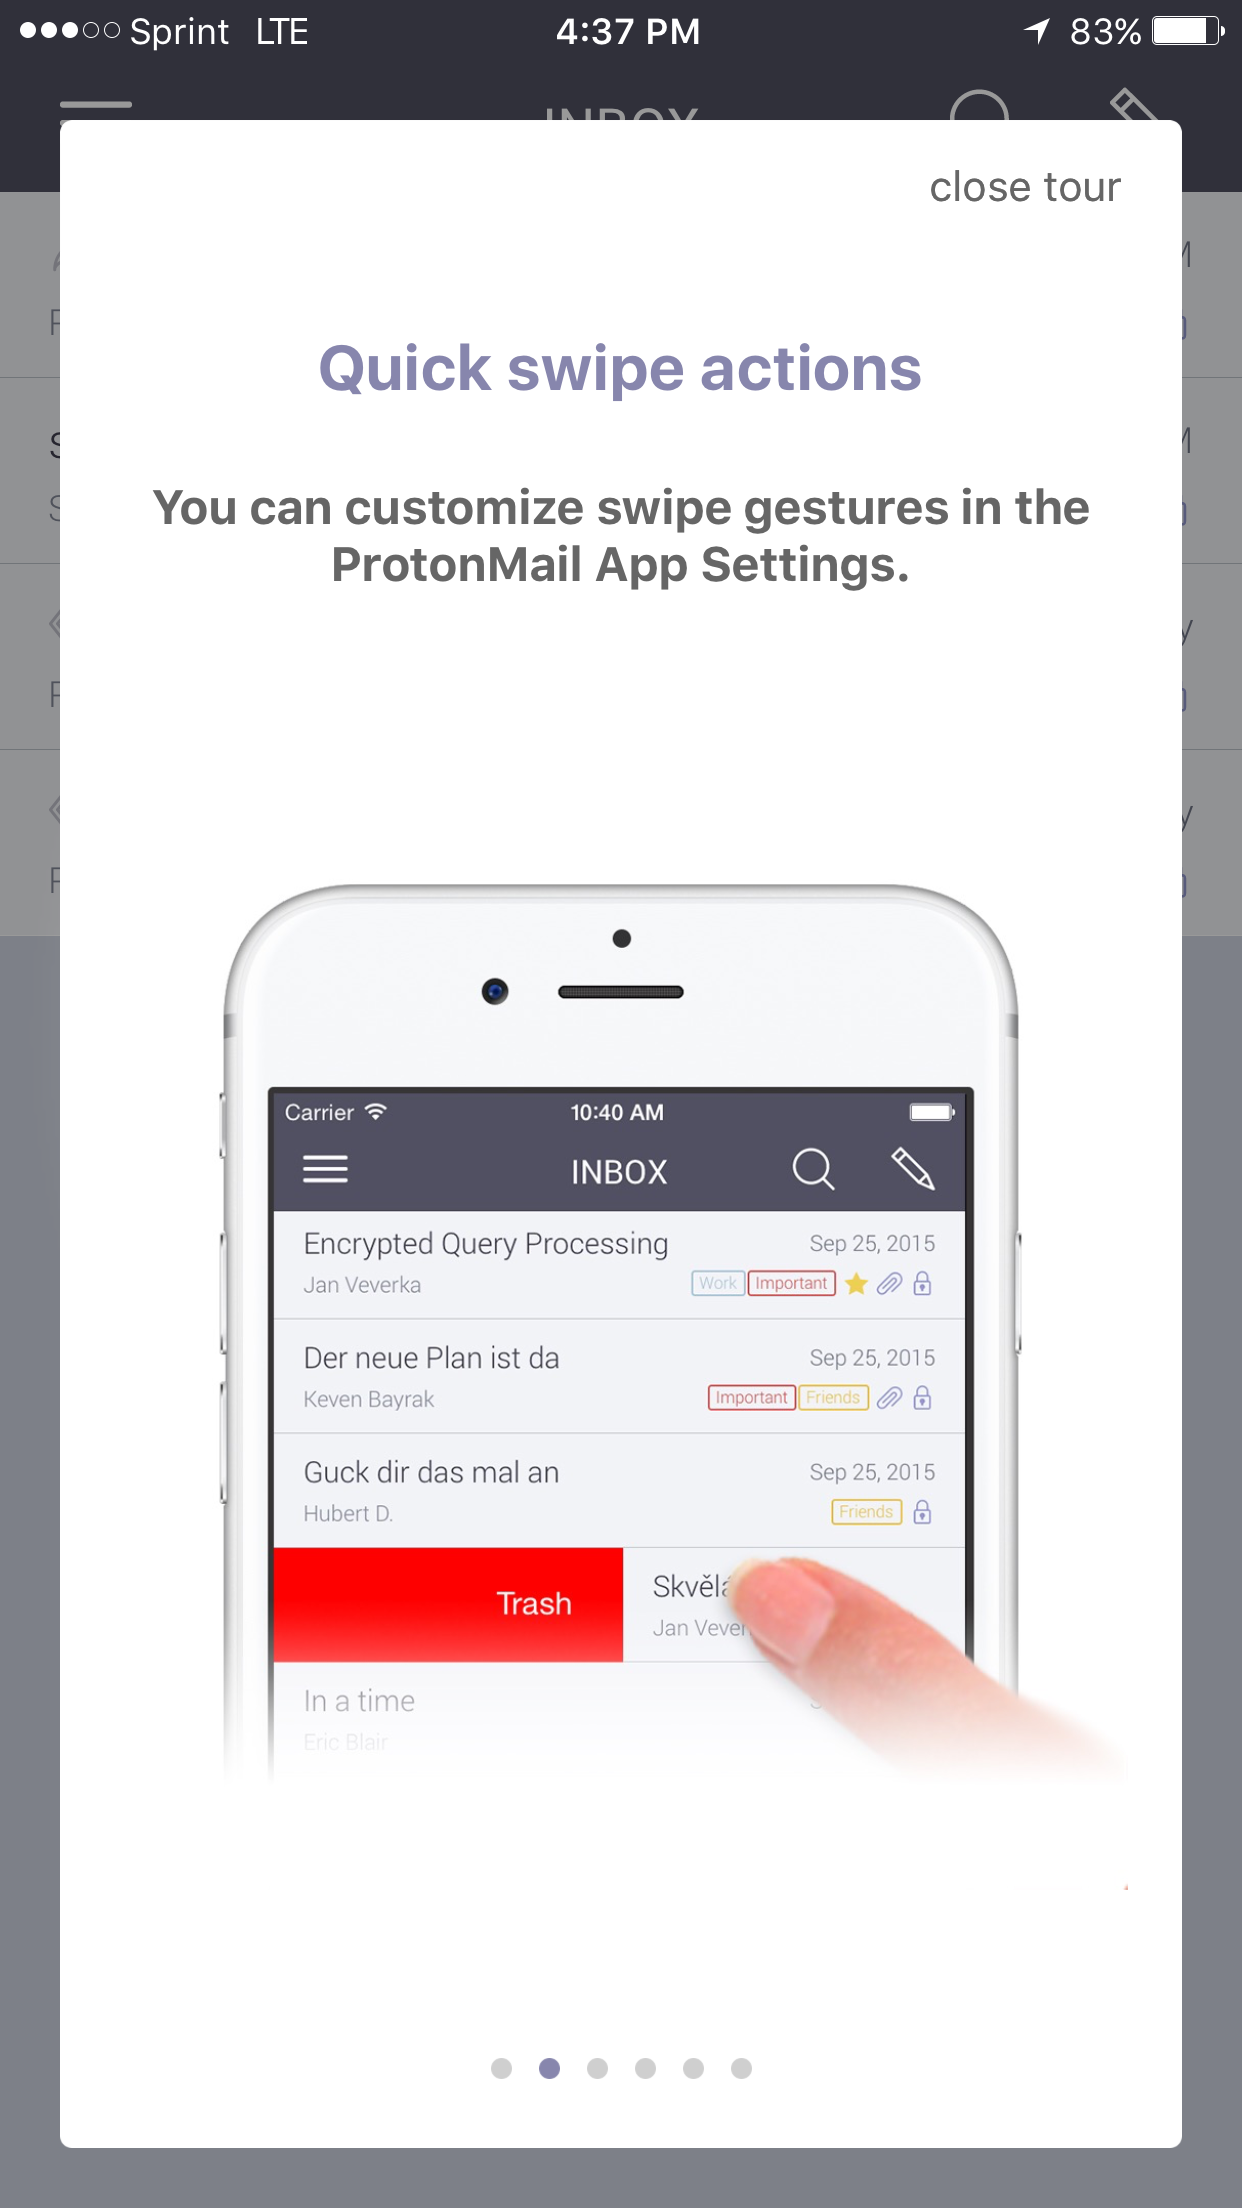 Sprint LTE 4:37 PM 83%
INBOX
close tour
Quick swipe actions
You can customize swipe gestures in the
ProtonMail App Settings.
Carrier 10:40 AM
INBOX
Encrypted Query Processing Sep 25, 2015
Jan Veverka Work Important
Der neue Plan ist da Sep 25, 2015
Keven Bayrak Important Friends
Guck dir das mal an Sep 25, 2015
Hubert D. Friends
Trash
Jan
In a time
Eric Blair